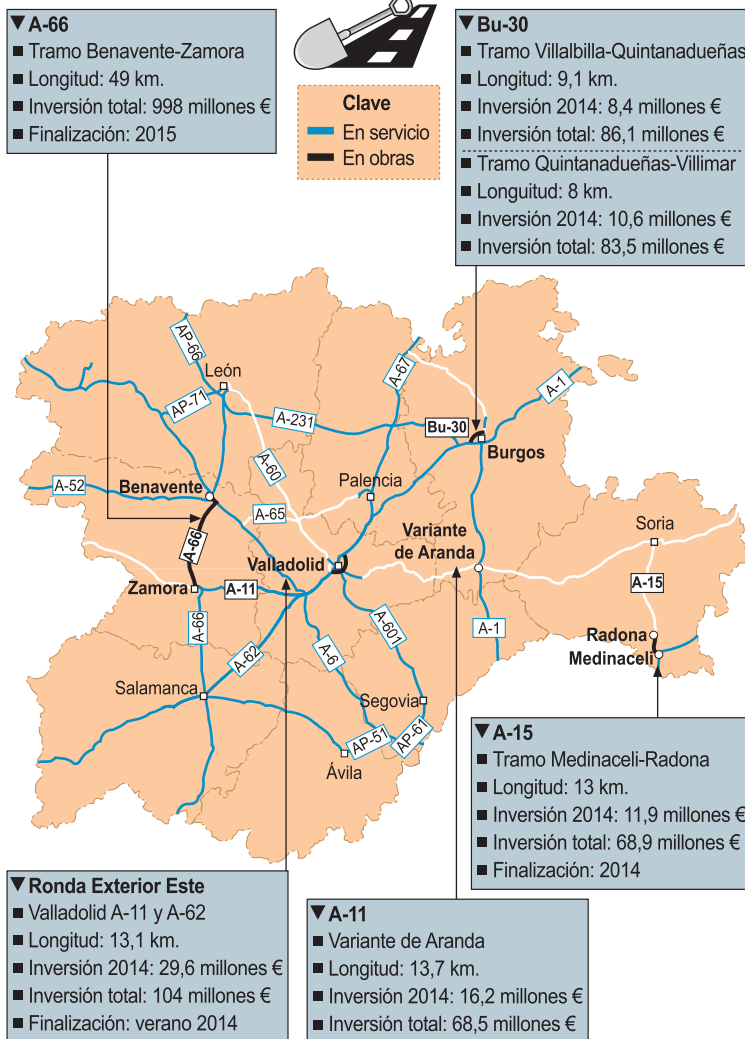 ▼ A-66
■ Tramo Benavente-Zamora
■ Longitud: 49 km.
■ Inversión total: 998 millones €
■ Finalización: 2015
Clave
En servicio
En obras
▼ Bu-30
■ Tramo Villalbilla-Quintanadueñas
■ Longitud: 9,1 km.
■ Inversión 2014: 8,4 millones €
■ Inversión total: 86,1 millones €
■ Tramo Quintanadueñas-Villimar
■ Longuitud: 8 km.
■ Inversión 2014: 10,6 millones €
■ Inversión total: 83,5 millones €
AP-66
León
A-67
AP-71
A-1
A-231
Bu-30
Burgos
A-60
A-52
Benavente
Palencia
A-65
Variante
de Aranda
Soria
A-66
Valladolid
Zamora
A-11
A-15
A-66
A-601
A-1
Radona
Medinaceli
A-62
A-6
Salamanca
Segovia
AP-51
AP-61
Ávila
▼ A-15
■ Tramo Medinaceli-Radona
■ Longitud: 13 km.
■ Inversión 2014: 11,9 millones €
■ Inversión total: 68,9 millones €
■ Finalización: 2014
▼ Ronda Exterior Este
■ Valladolid A-11 y A-62
■ Longitud: 13,1 km.
■ Inversión 2014: 29,6 millones €
■ Inversión total: 104 millones €
■ Finalización: verano 2014
▼ A-11
■ Variante de Aranda
■ Longitud: 13,7 km.
■ Inversión 2014: 16,2 millones €
■ Inversión total: 68,5 millones €